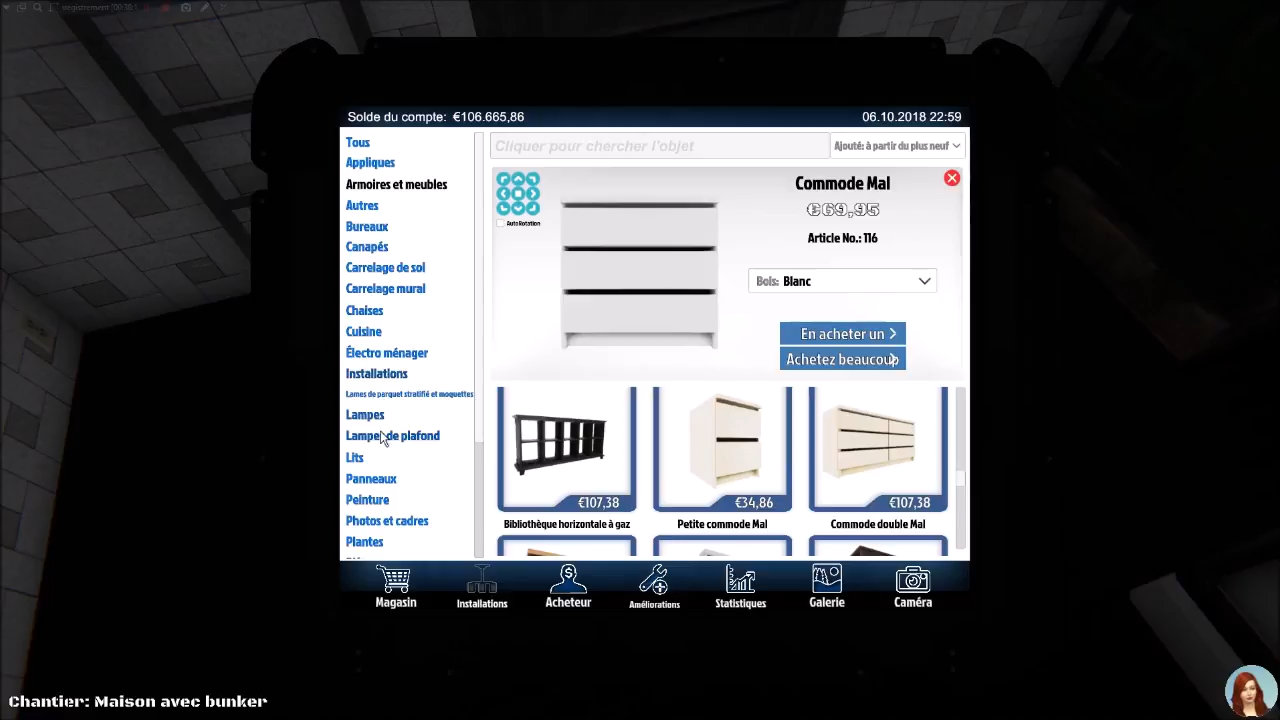 Solde du compte: €106.665,86
06.10.2018 22:59
Tous
Appliques
Armoires et meubles
Autres
Bureaux
Canapés
Carrelage de sol
Carrelage mural
Chaises
Cuisine
Électro ménager
Installations
Lames de parquet stratifié et moquettes
Lampes
Lampes de plafond
Lits
Panneaux
Peinture
Photos et cadres
Plantes
Cliquer pour chercher l'objet
Ajouté: à partir du plus neuf
AutoRotation
Commode Mal
€69,95
Article No.: 116
Bois: Blanc
En acheter un
Achetez beaucoup
€107,38
€34,86
€107,38
Bibliothèque horizontale à gaz
Petite commode Mal
Commode double Mal
Magasin
Installations
Acheteur
Améliorations
Statistiques
Galerie
Caméra
Chantier: Maison avec bunker